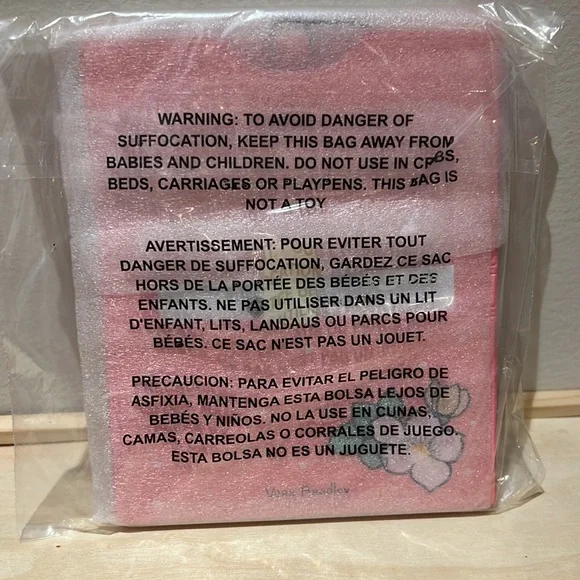 WARNING: TO AVOID DANGER OF
SUFFOCATION, KEEP THIS BAG AWAY FROM
BABIES AND CHILDREN. DO NOT USE IN CRIBS,
BEDS, CARRIAGES OR PLAYPENS. THIS BAG IS
NOT A TOY
AVERTISSEMENT: POUR EVITER TOUT
DANGER DE SUFFOCATION, GARDEZ CE SAC
HORS DE LA PORTÉE DES BÉBÉS ET DES
ENFANTS. NE PAS UTILISER DANS UN LIT
D'ENFANT, LITS, LANDAUS OU PARCS POUR
BÉBÉS. CE SAC N'EST PAS UN JOUET.
PRECAUCION: PARA EVITAR EL PELIGRO DE
ASFIXIA, MANTENGA ESTA BOLSA LEJOS DE
BEBÉS Y NIÑOS. NO LA USE EN CUNAS,
CAMAS, CARREOLAS O CORRALES DE JUEGO.
ESTA BOLSA NO ES UN JUGUETE.
Vera Bradley